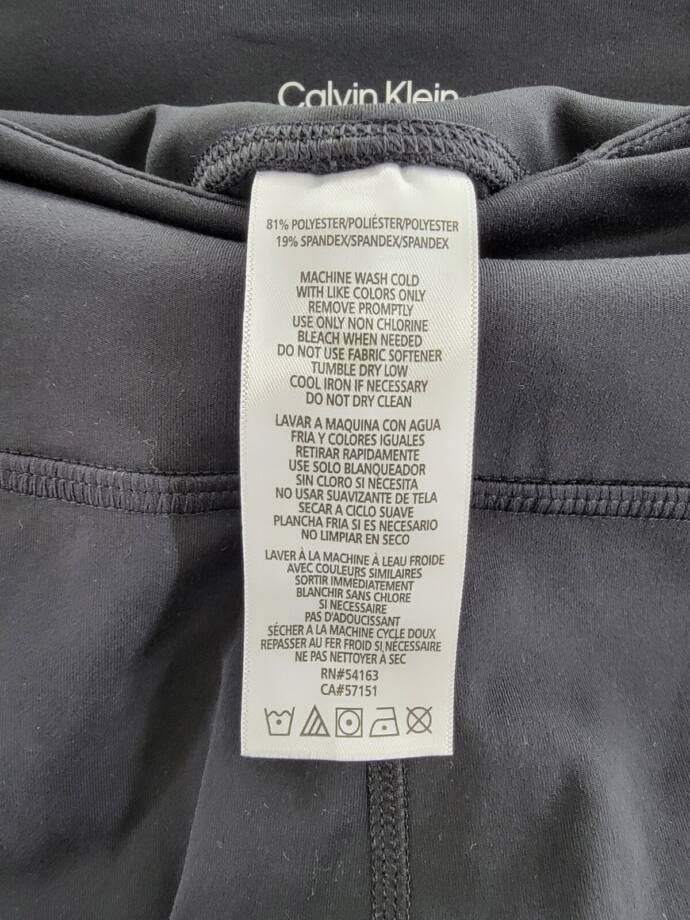 Calvin Klein
81% POLYESTER/POLIÉSTER/POLYESTER
19% SPANDEX/SPANDEX/SPANDEX
MACHINE WASH COLD
WITH LIKE COLORS ONLY
REMOVE PROMPTLY
USE ONLY NON CHLORINE
BLEACH WHEN NEEDED
DO NOT USE FABRIC SOFTENER
TUMBLE DRY LOW
COOL IRON IF NECESSARY
DO NOT DRY CLEAN
LAVAR A MAQUINA CON AGUA
FRIA Y COLORES IGUALES
RETIRAR RAPIDAMENTE
USE SOLO BLANQUEADOR
SIN CLORO SI NECESITA
NO USAR SUAVIZANTE DE TELA
SECAR A CICLO SUAVE
PLANCHA FRIA SI ES NECESARIO
NO LIMPIAR EN SECO
LAVER À LA MACHINE À LEAU FROIDE
AVEC COULEURS SIMILAIRES
SORTIR IMMÉDIATEMENT
BLANCHIR SANS CHLORE
SI NECESSAIRE
PAS D'ADOUCISSANT
SÉCHER A LA MACHINE CYCLE DOUX
REPASSER AU FER FROID SI NÉCESSAIRE
NE PAS NETTOYER À SEC
RN#54163
CA#57151